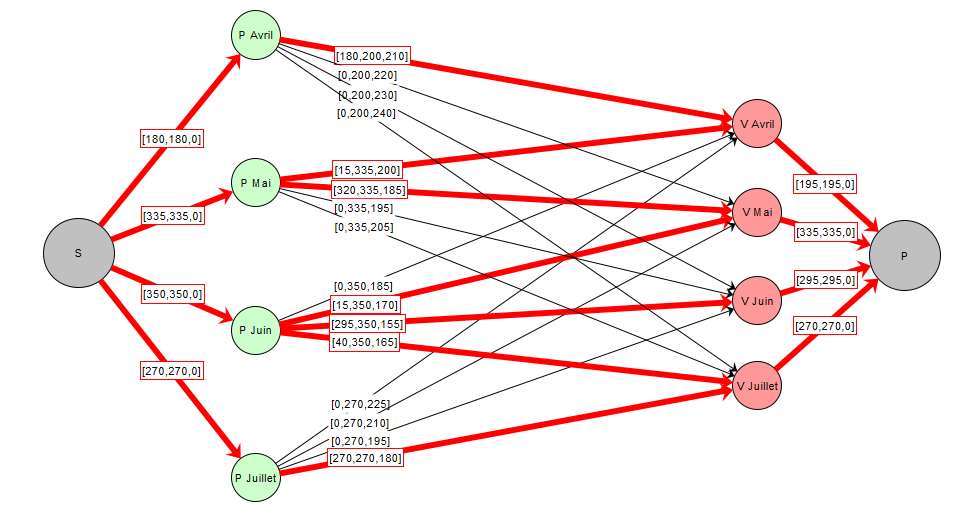 P Avril
[180,200,210]
[0,200,220]
[0,200,230]
[0,200,240]
V Avril
[180,180,0]
P Mai
[15,335,200]
[320,335,185]
[0,335,195]
[0,335,205]
[195,195,0]
V Mai
[335,335,0]
[335,335,0]
S
P
[350,350,0]
[0,350,185]
[15,350,170]
[295,350,155]
[40,350,165]
[295,295,0]
V Juin
P Juin
[270,270,0]
[270,270,0]
V Juillet
[0,270,225]
[0,270,210]
[0,270,195]
[270,270,180]
P Juillet